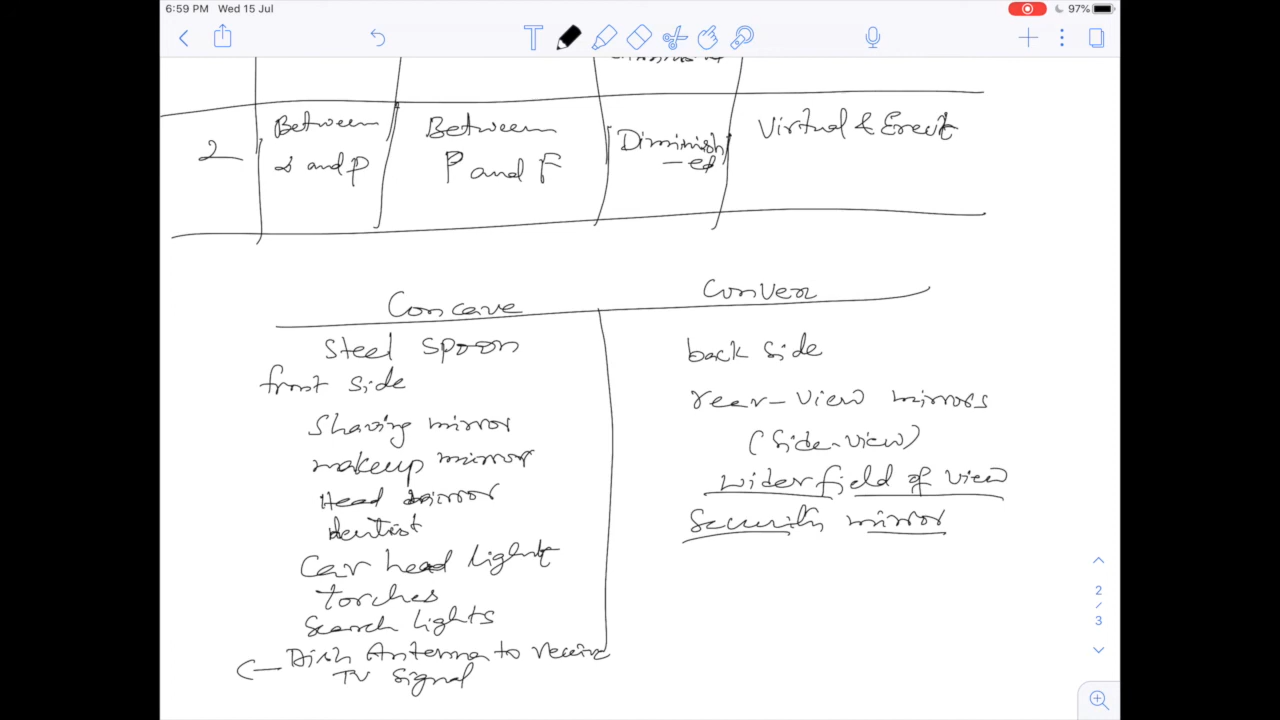 6:59 PM Wed 15 Jul 97%
2 Between Between Diminish Virtual & Erect
∞ and P P and F -ed
Concave Convex
Steel spoon back side
front side
rear-view mirrors
Shaving mirror (Side-view)
makeup mirror wider field of view
Head mirror Security mirror
dentist
Car head light
torches
Search lights
Dish Antenna to receive
TV Signal
2
/
3